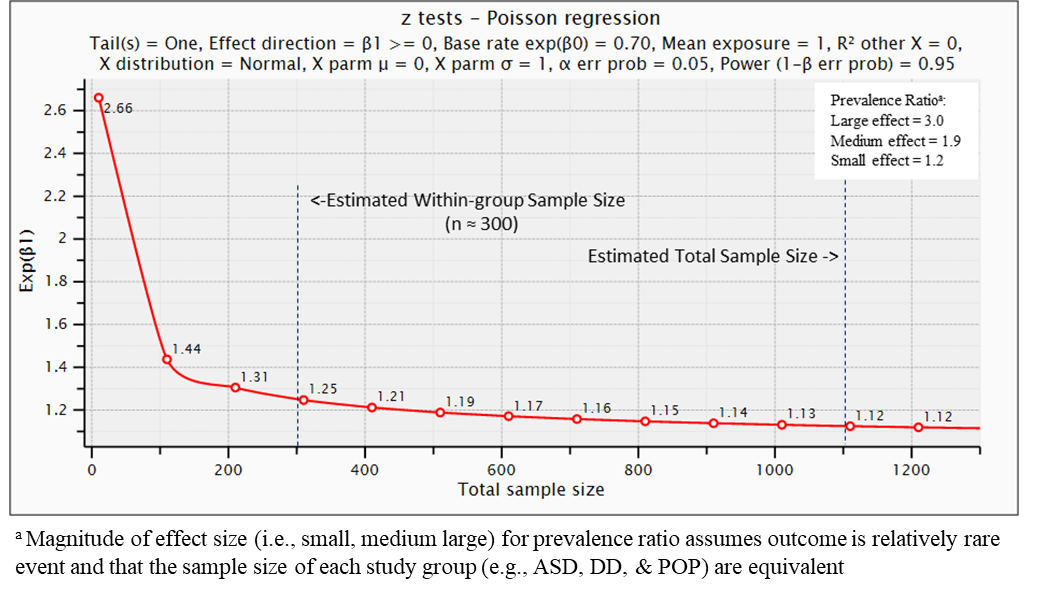 z tests – Poisson regression
Tail(s) = One, Effect direction = β1 >= 0, Base rate exp(β0) = 0.70, Mean exposure = 1, R² other X = 0,
X distribution = Normal, X parm μ = 0, X parm σ = 1, α err prob = 0.05, Power (1-β err prob) = 0.95
Prevalence Ratioᵃ:
Large effect = 3.0
Medium effect = 1.9
Small effect = 1.2
<-Estimated Within-group Sample Size
(n ≈ 300)
Estimated Total Sample Size ->
Exp(β1)
2.6
2.4
2.2
2
1.8
1.6
1.4
1.2
2.66
1.44
1.31
1.25
1.21
1.19
1.17
1.16
1.15
1.14
1.13
1.12
1.12
0
200
400
600
800
1000
1200
Total sample size
ᵃ Magnitude of effect size (i.e., small, medium large) for prevalence ratio assumes outcome is relatively rare
event and that the sample size of each study group (e.g., ASD, DD, & POP) are equivalent